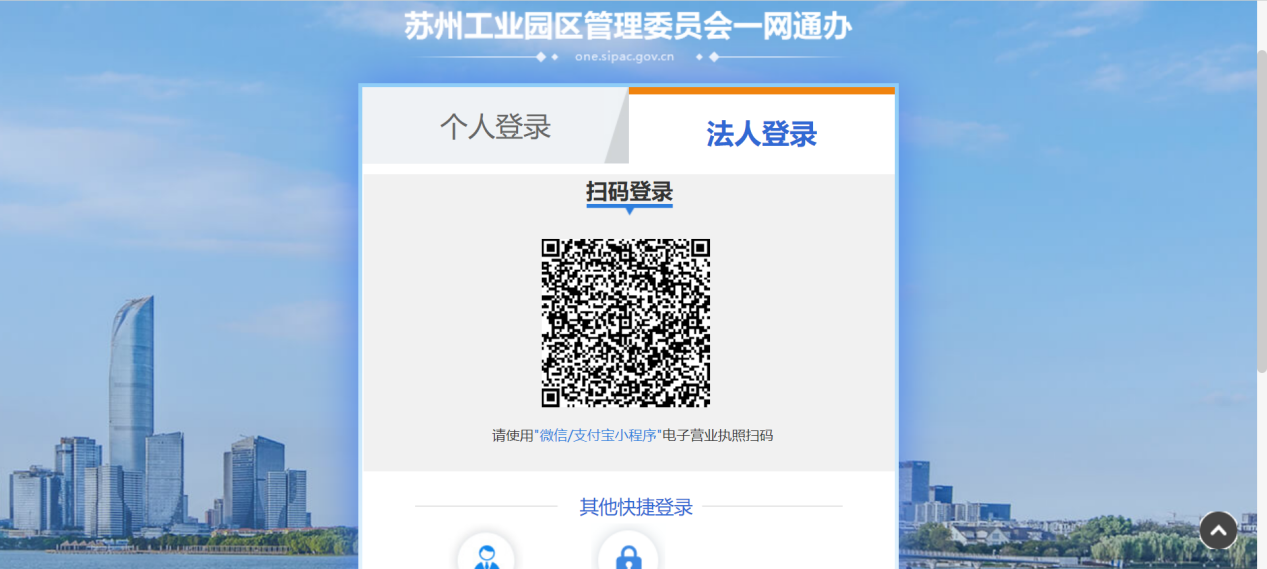 苏州工业园区管理委员会一网通办
one.sipac.gov.cn
个人登录
法人登录
扫码登录
请使用"微信/支付宝小程序"电子营业执照扫码
其他快捷登录